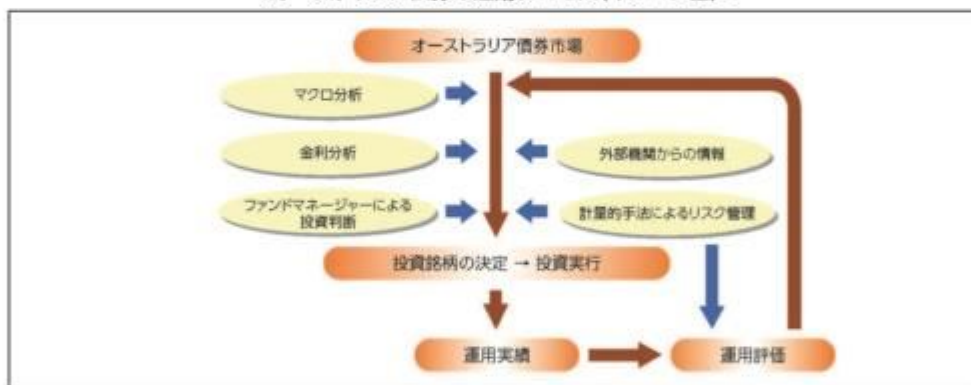 オーストラリア債券市場
マクロ分析
金利分析
外部機関からの情報
ファンドマネージャーによる
投資判断
計量的手法によるリスク管理
投資銘柄の決定 → 投資実行
運用実績
運用評価